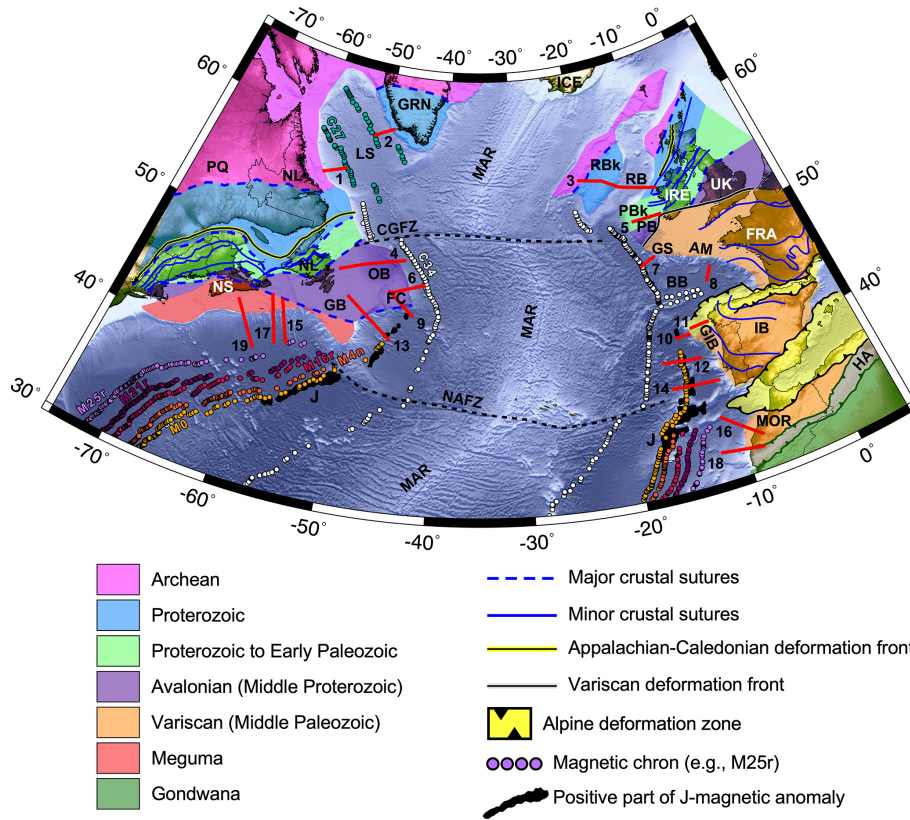 -70°
-60°
-50°
-40°
-30°
-20°
-10°
0°
60
60
50
50
40
40
30
30
ICE
GRN
C27
2
LS
MAR
PQ
NL
1
RBk
RB
3
IRE
UK
PBk
5
PB
CGFZ
GS
AM
FRA
7
8
BB
C34
4
NL
OB
6
NS
GB
FC
9
13
19
17
15
11
10
GIB
IB
MAR
HA
M25r
M21r
M16r
M4n
M0
J
12
14
NAFZ
J
MOR
16
18
MAR
-70°
-60°
-50°
-40°
-30°
-20°
-10°
0°
Archean
Proterozoic
Proterozoic to Early Paleozoic
Avalonian (Middle Proterozoic)
Variscan (Middle Paleozoic)
Meguma
Gondwana
Major crustal sutures
Minor crustal sutures
Appalachian-Caledonian deformation front
Variscan deformation front
Alpine deformation zone
Magnetic chron (e.g., M25r)
Positive part of J-magnetic anomaly